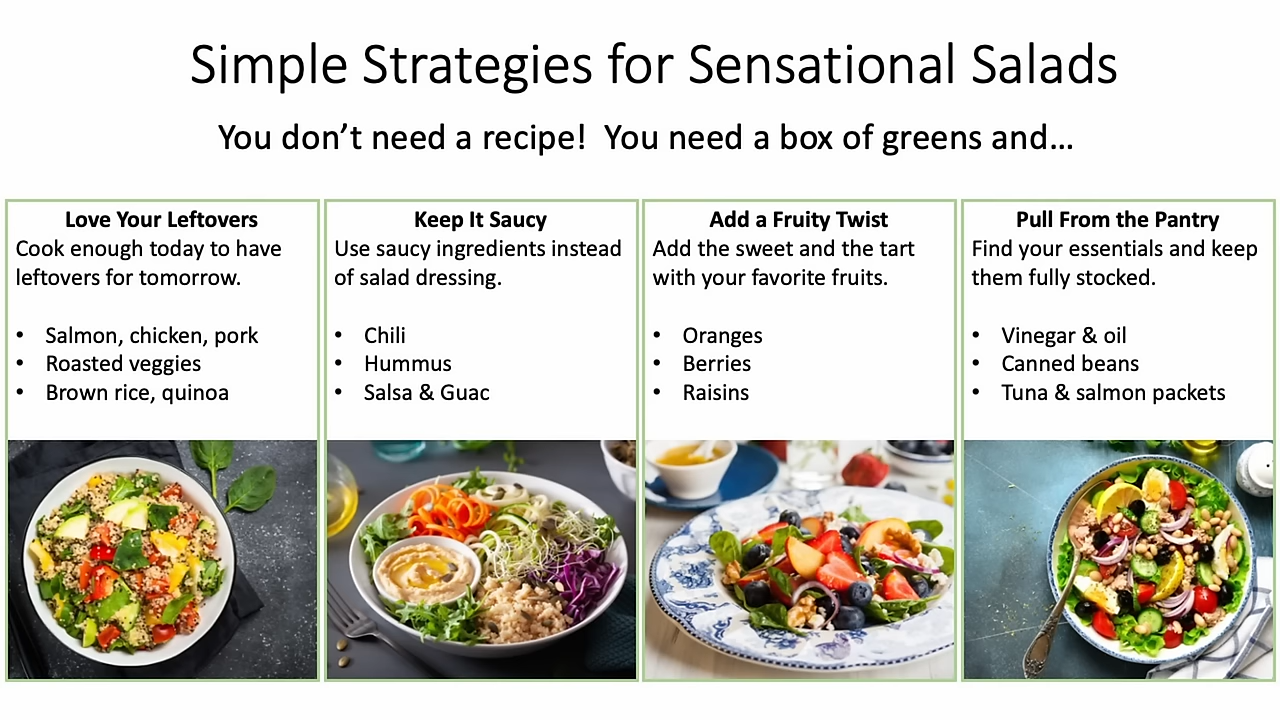 Simple Strategies for Sensational Salads
You don’t need a recipe!  You need a box of greens and…
Love Your Leftovers
Cook enough today to have
leftovers for tomorrow.
• Salmon, chicken, pork
• Roasted veggies
• Brown rice, quinoa
Keep It Saucy
Use saucy ingredients instead
of salad dressing.
• Chili
• Hummus
• Salsa & Guac
Add a Fruity Twist
Add the sweet and the tart
with your favorite fruits.
• Oranges
• Berries
• Raisins
Pull From the Pantry
Find your essentials and keep
them fully stocked.
• Vinegar & oil
• Canned beans
• Tuna & salmon packets